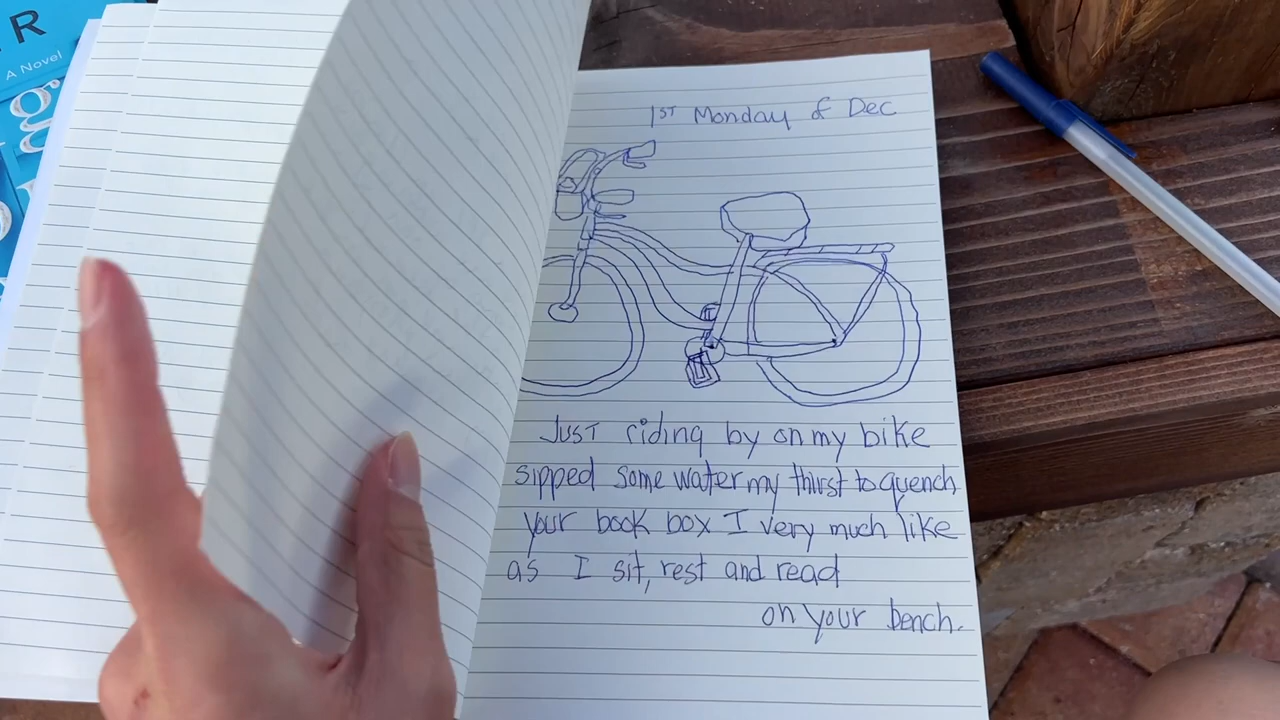 R
A Novel
g
1ST Monday of Dec
Just riding by on my bike
sipped some water my thirst to quench
your book box I very much like
as I sit, rest and read
on your bench.